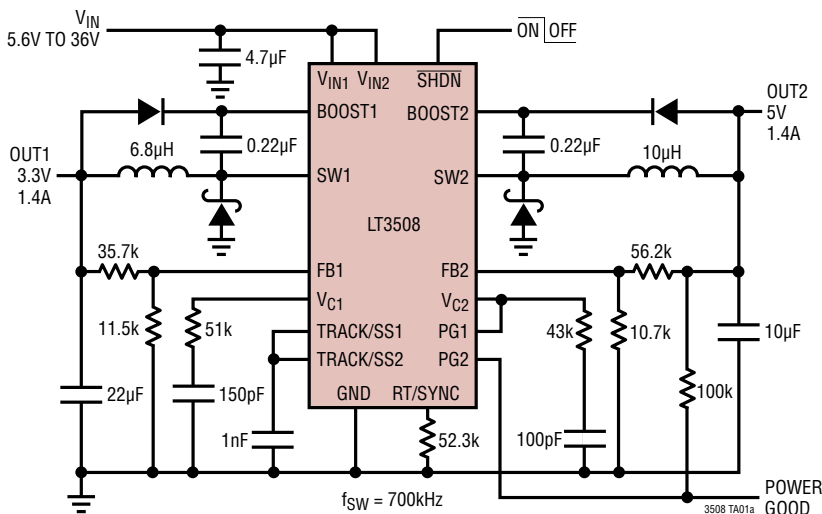 VIN
5.6V TO 36V
4.7µF
ON OFF
VIN1 VIN2 SHDN
BOOST1 BOOST2
OUT2
5V
1.4A
0.22µF 0.22µF
6.8µH 10µH
OUT1
3.3V
1.4A
SW1 SW2
LT3508
35.7k FB1 FB2 56.2k
VC1 VC2
11.5k 51k TRACK/SS1 PG1 43k 10.7k 10µF
TRACK/SS2 PG2
22µF 150pF GND RT/SYNC 100k
1nF 52.3k 100pF
fSW = 700kHz
POWER
GOOD
3508 TA01a